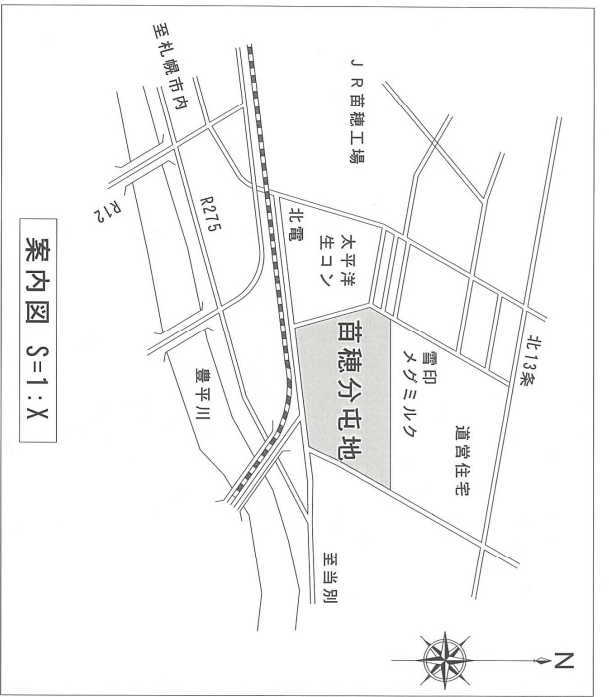 案内図 S=1:X
N
至札幌市内
JR苗穂工場
R12
R275
北電
太平洋
生コン
苗穂分屯地
雪印
メグミルク
道営住宅
北13条
豊平川
至当別